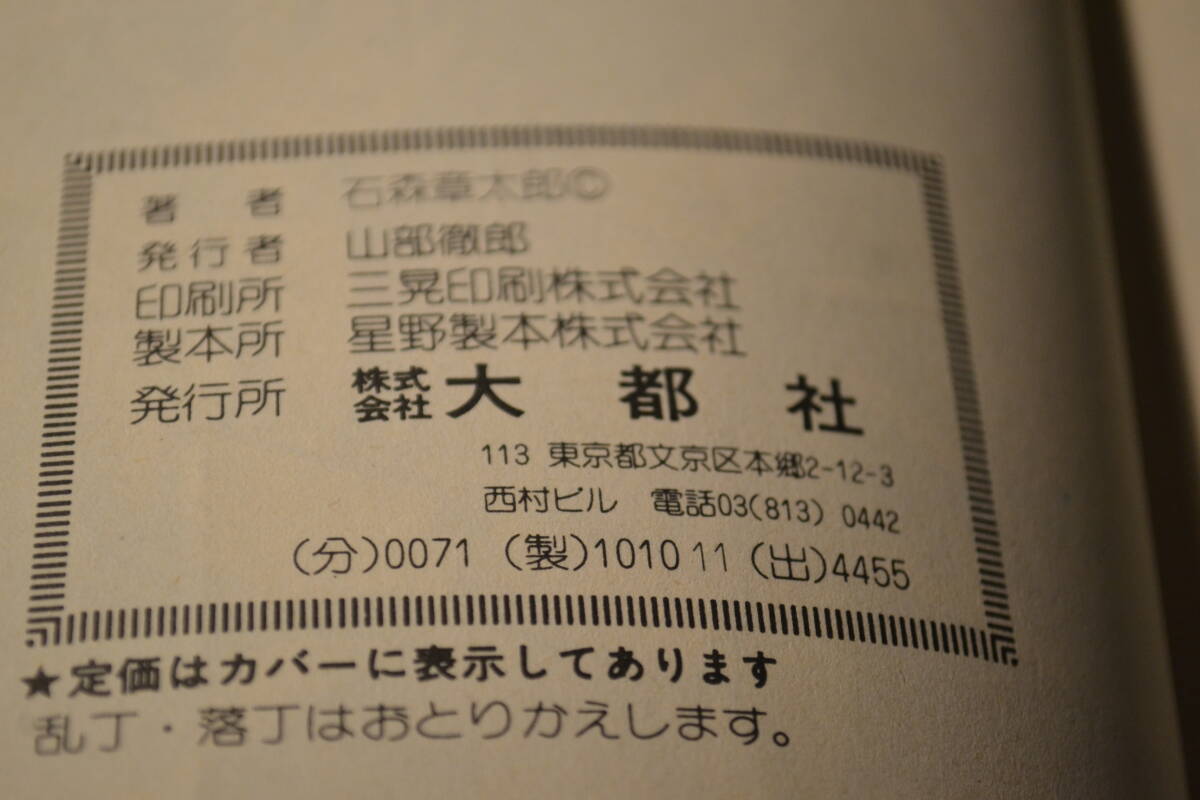 著者 石森章太郎©
発行者 山部徹郎
印刷所 三晃印刷株式会社
製本所 星野製本株式会社
発行所 株式会社 大都社
113 東京都文京区本郷2-12-3
西村ビル 電話03(813) 0442
(分)0071 (製)1010 11 (出)4455
★定価はカバーに表示してあります
乱丁・落丁はおとりかえします。